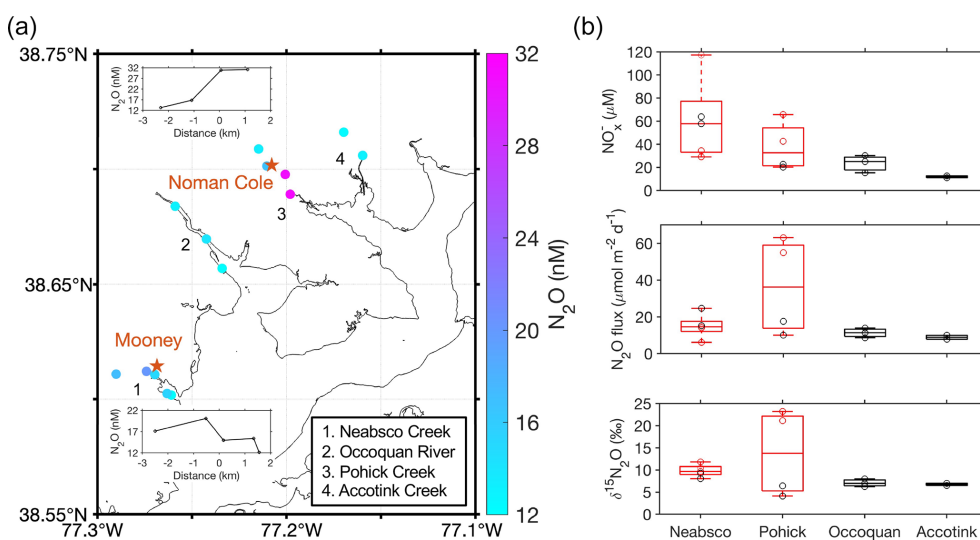 (a)
38.75°N
38.65°N
38.55°N
77.3°W
77.2°W
77.1°W
N₂O (nM)
32
27
22
17
12
-3 -2 -1 0 1 2
Distance (km)
Noman Cole
Mooney
1
2
3
4
N₂O (nM)
22
17
12
-3 -2 -1 0 1 2
Distance (km)
1. Neabsco Creek
2. Occoquan River
3. Pohick Creek
4. Accotink Creek
32
28
24
20
16
12
N₂O (nM)
(b)
NOₓ⁻ (μM)
120
100
80
60
40
20
0
N₂O flux (μmol m⁻² d⁻¹)
60
40
20
0
δ¹⁵N₂O (‰)
25
20
15
10
5
0
Neabsco Pohick Occoquan Accotink